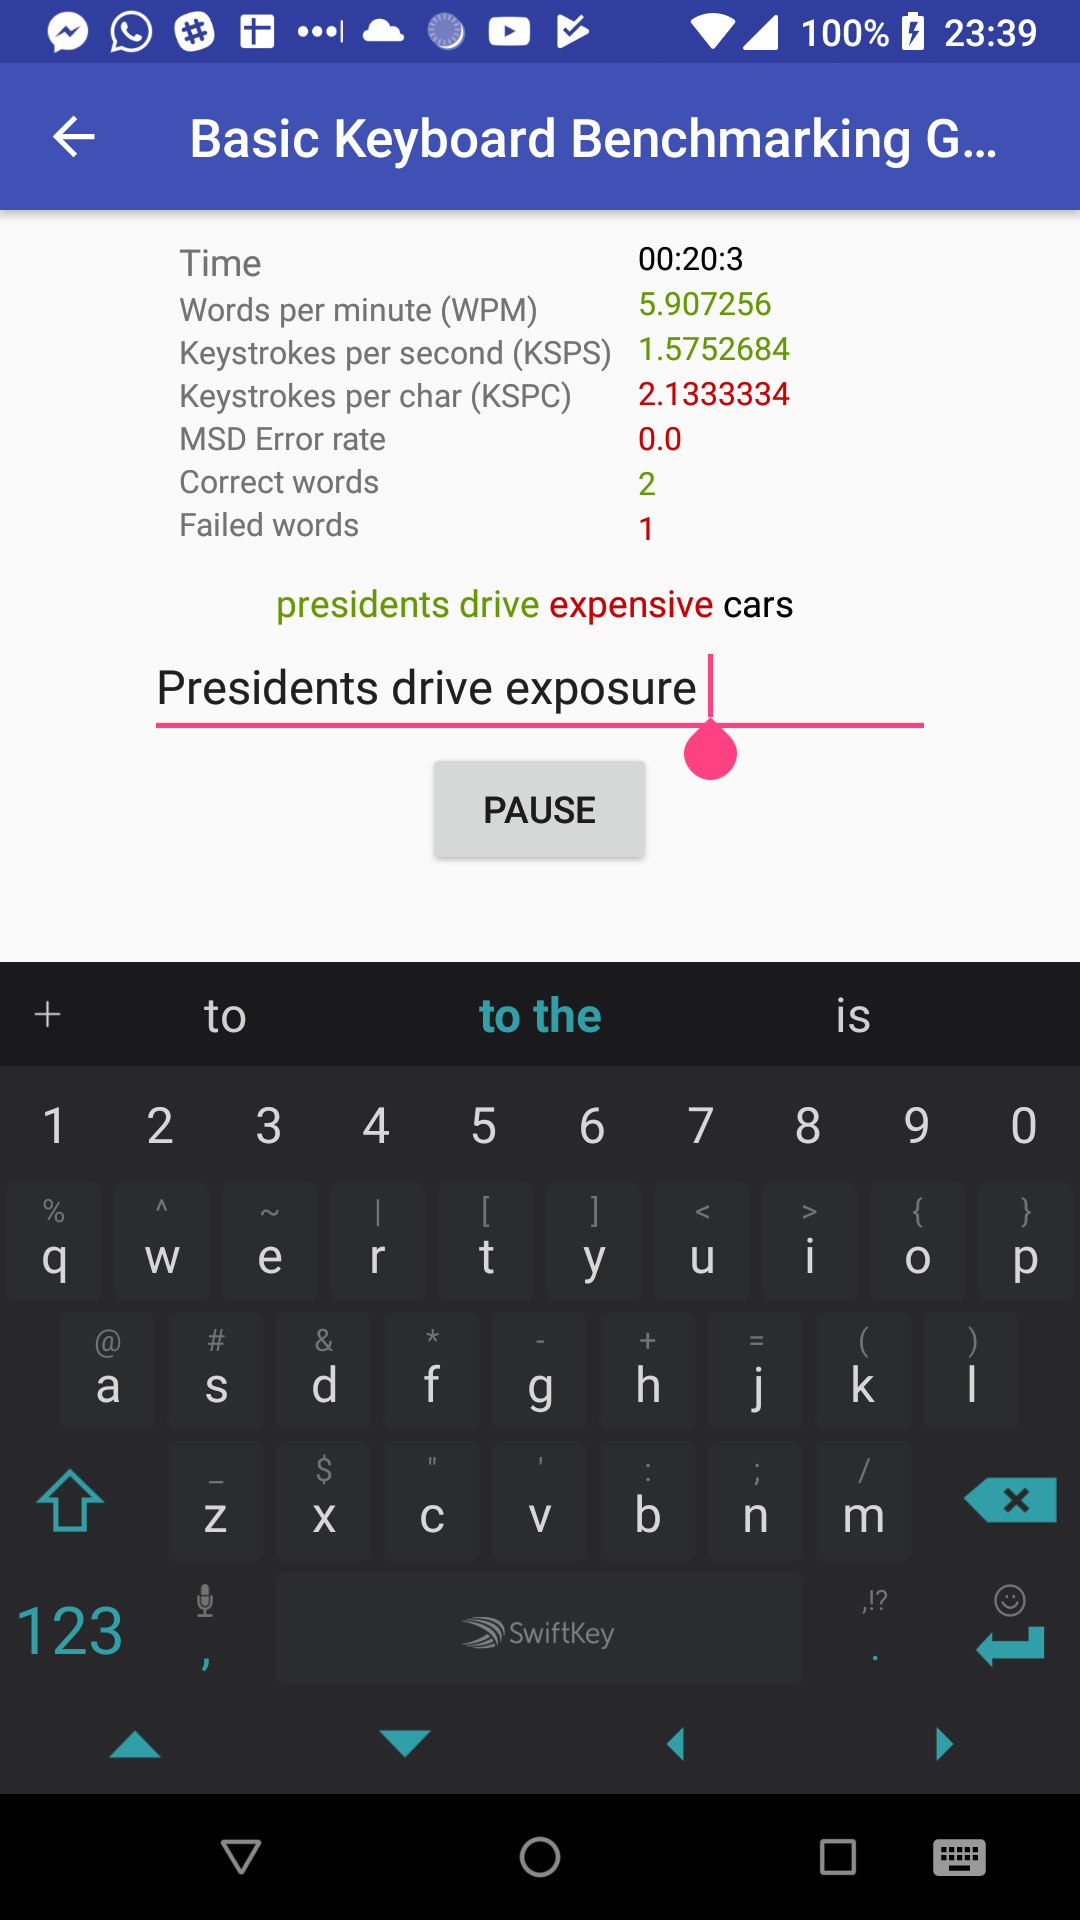 100% 23:39
Basic Keyboard Benchmarking G...
Time 00:20:3
Words per minute (WPM) 5.907256
Keystrokes per second (KSPS) 1.5752684
Keystrokes per char (KSPC) 2.1333334
MSD Error rate 0.0
Correct words 2
Failed words 1
presidents drive expensive cars
Presidents drive exposure
PAUSE
+ to to the is
1 2 3 4 5 6 7 8 9 0
% ^ ~ | [ ] < > { }
q w e r t y u i o p
@ # & * - + = ( )
a s d f g h j k l
_ $ " ' : ; /
z x c v b n m
,!?
123 , SwiftKey .